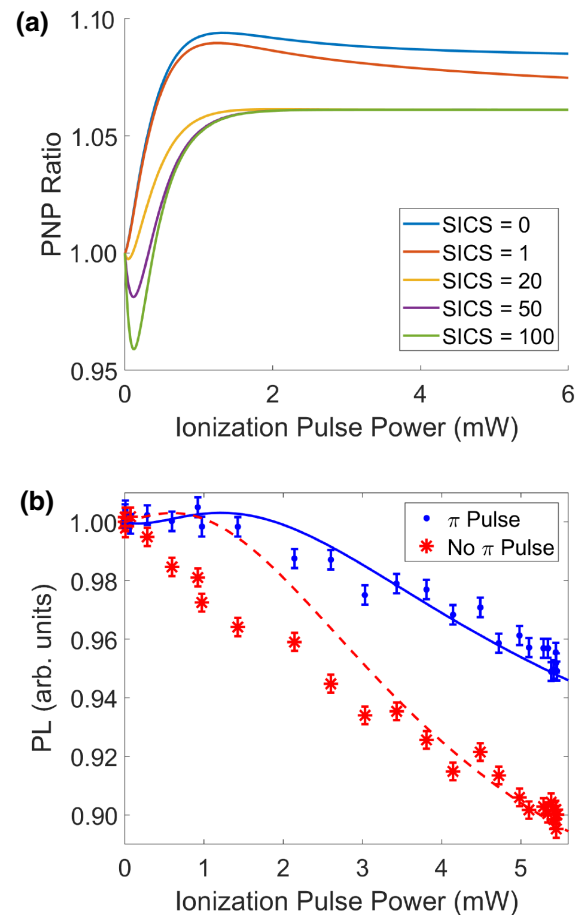 (a)
1.10
1.05
1.00
0.95
PNP Ratio
SICS = 0
SICS = 1
SICS = 20
SICS = 50
SICS = 100
0 2 4 6
Ionization Pulse Power (mW)
(b)
1.00
0.98
0.96
0.94
0.92
0.90
PL (arb. units)
π Pulse
No π Pulse
0 1 2 3 4 5
Ionization Pulse Power (mW)